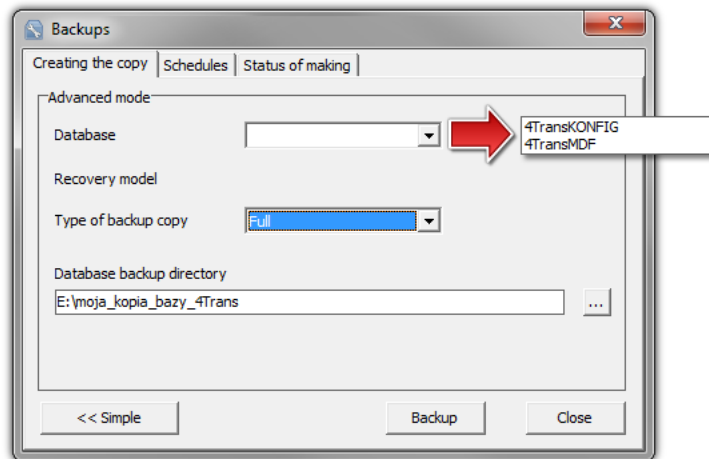 Backups
Creating the copy
Schedules
Status of making
Advanced mode
Database
4TransKONFIG
4TransMDF
Recovery model
Type of backup copy
Full
Database backup directory
E:\moja_kopia_bazy_4Trans
...
<< Simple
Backup
Close